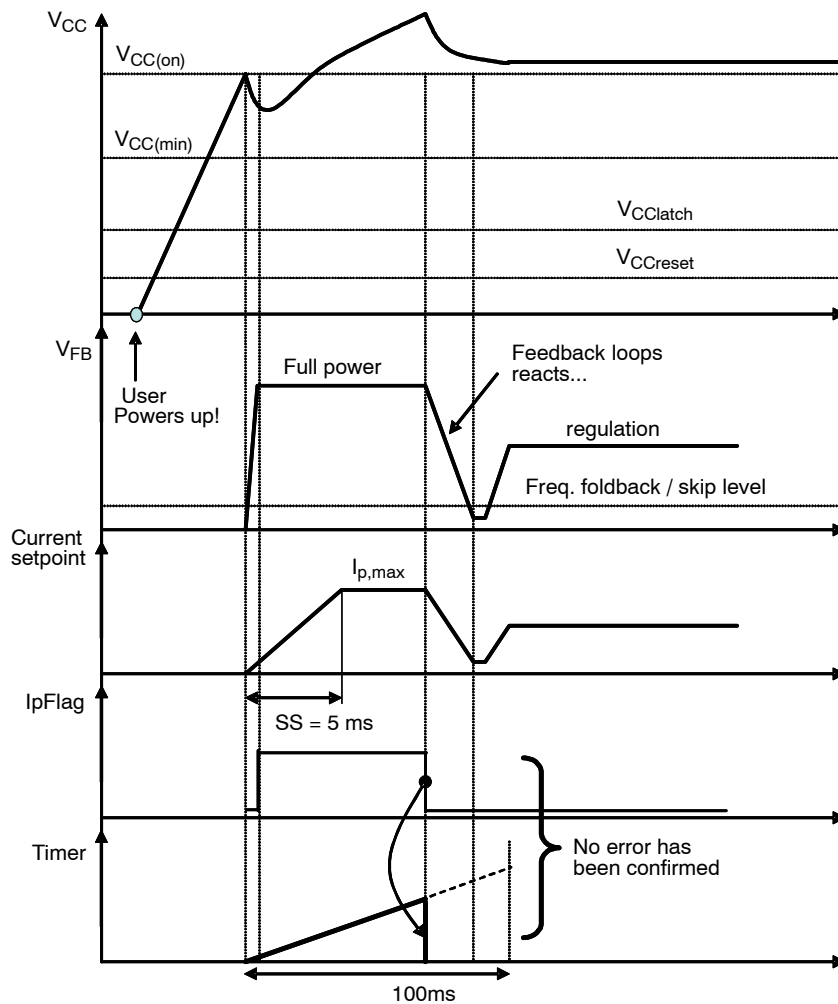 VCC
VCC(on)
VCC(min)
VCClatch
VCCreset
VFB
User
Powers up!
Full power
Feedback loops
reacts...
regulation
Freq. foldback / skip level
Current
setpoint
Ip,max
SS = 5 ms
IpFlag
Timer
No error has
been confirmed
100ms